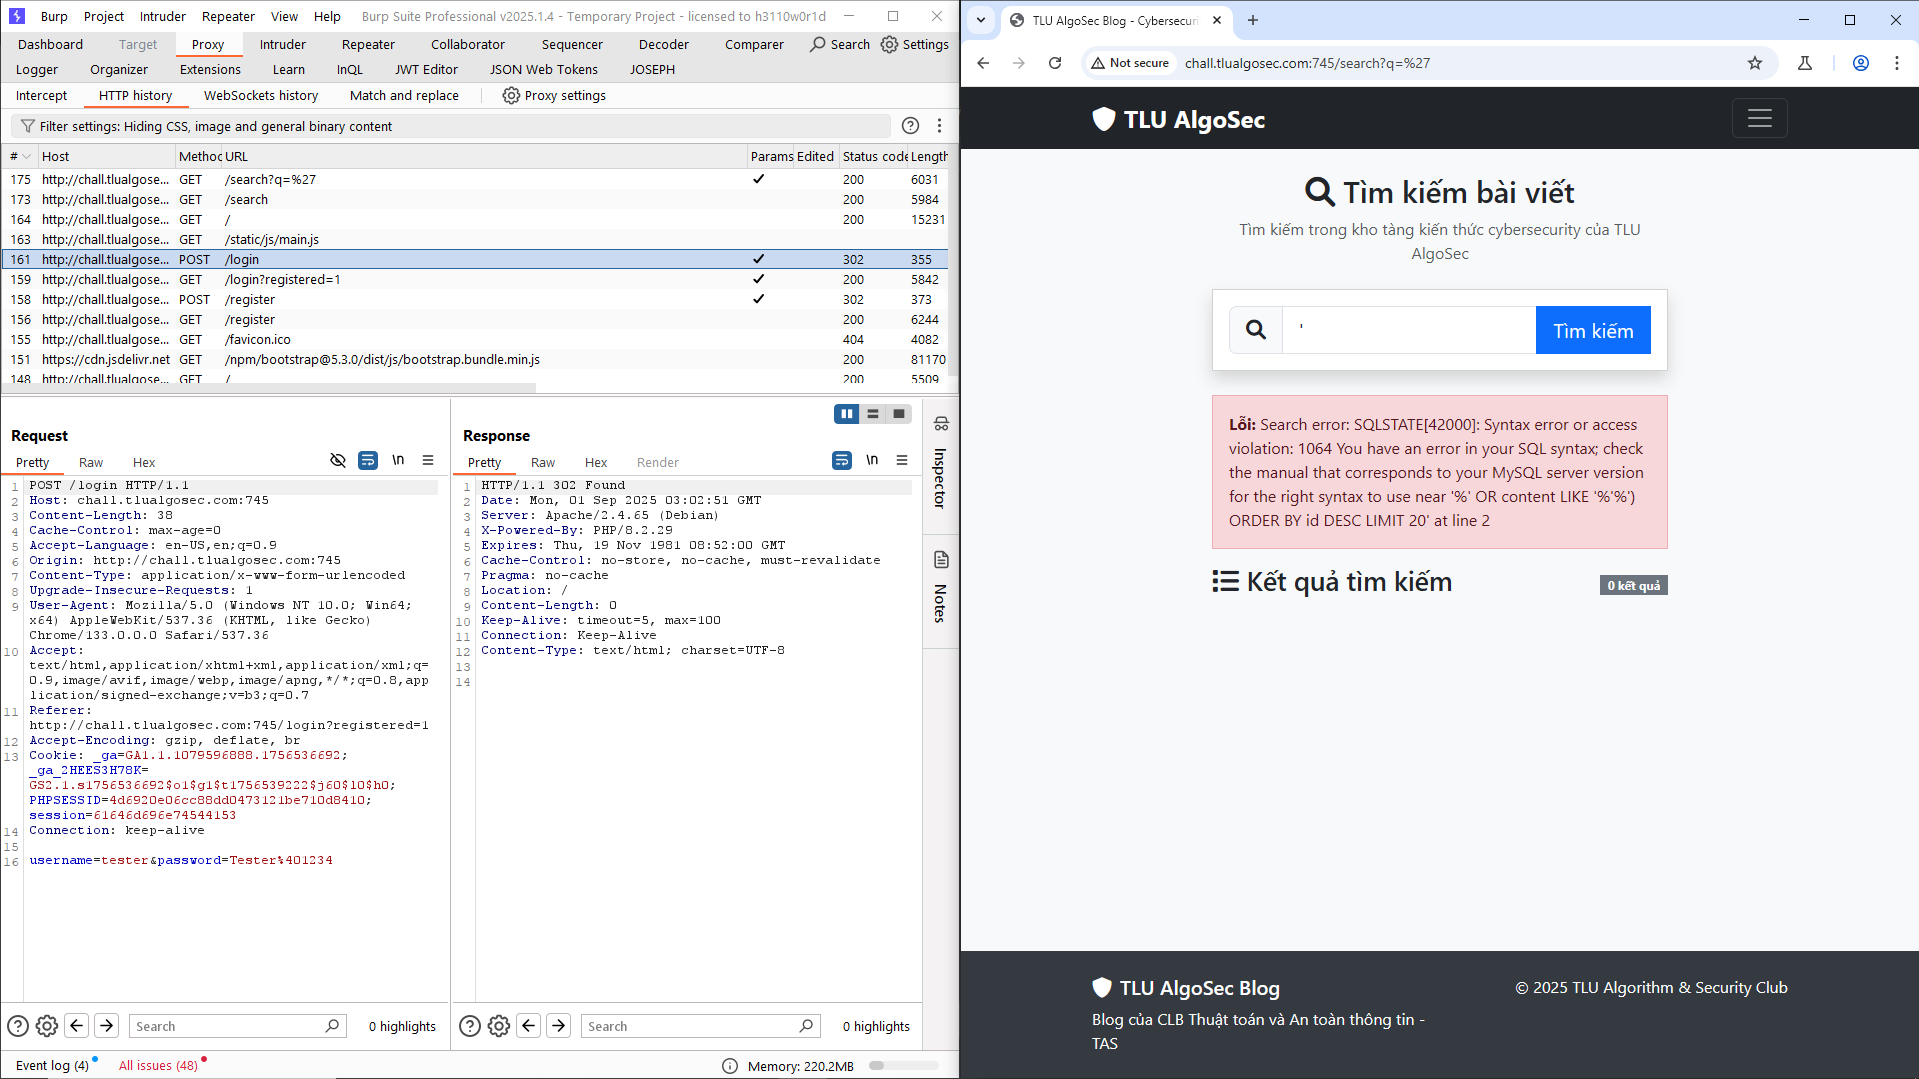 Burp Project Intruder Repeater View Help Burp Suite Professional v2025.1.4 - Temporary Project - licensed to h3110w0r1d
Dashboard Target Proxy Intruder Repeater Collaborator Sequencer Decoder Comparer Search Settings
Logger Organizer Extensions Learn InQL JWT Editor JSON Web Tokens JOSEPH
Intercept HTTP history WebSockets history Match and replace Proxy settings
Filter settings: Hiding CSS, image and general binary content
# Host Method URL Params Edited Status code Length
175 http://chall.tlualgose... GET /search?q=%27 ✓ 200 6031
173 http://chall.tlualgose... GET /search 200 5984
164 http://chall.tlualgose... GET / 200 15231
163 http://chall.tlualgose... GET /static/js/main.js
161 http://chall.tlualgose... POST /login ✓ 302 355
159 http://chall.tlualgose... GET /login?registered=1 ✓ 200 5842
158 http://chall.tlualgose... POST /register ✓ 302 373
156 http://chall.tlualgose... GET /register 200 6244
155 http://chall.tlualgose... GET /favicon.ico 404 4082
151 https://cdn.jsdelivr.net GET /npm/bootstrap@5.3.0/dist/js/bootstrap.bundle.min.js 200 81170
148 http://chall.tlualgose... GET / 200 5509
Request
Pretty Raw Hex \n
1 POST /login HTTP/1.1
2 Host: chall.tlualgosec.com:745
3 Content-Length: 38
4 Cache-Control: max-age=0
5 Accept-Language: en-US,en;q=0.9
6 Origin: http://chall.tlualgosec.com:745
7 Content-Type: application/x-www-form-urlencoded
8 Upgrade-Insecure-Requests: 1
9 User-Agent: Mozilla/5.0 (Windows NT 10.0; Win64;
x64) AppleWebKit/537.36 (KHTML, like Gecko)
Chrome/133.0.0.0 Safari/537.36
10 Accept:
text/html,application/xhtml+xml,application/xml;q=
0.9,image/avif,image/webp,image/apng,*/*;q=0.8,app
lication/signed-exchange;v=b3;q=0.7
11 Referer:
http://chall.tlualgosec.com:745/login?registered=1
12 Accept-Encoding: gzip, deflate, br
13 Cookie: _ga=GA1.1.1079596888.1756536692;
_ga_2HEES3H78K=
GS2.1.s1756536692$o1$g1$t1756539222$j60$l0$h0;
PHPSESSID=4d6920e06cc88dd0473121be710d8410;
session=61646d696e74544153
14 Connection: keep-alive
15
16 username=tester&password=Tester%401234
Search 0 highlights
Response
Pretty Raw Hex Render \n
1 HTTP/1.1 302 Found
2 Date: Mon, 01 Sep 2025 03:02:51 GMT
3 Server: Apache/2.4.65 (Debian)
4 X-Powered-By: PHP/8.2.29
5 Expires: Thu, 19 Nov 1981 08:52:00 GMT
6 Cache-Control: no-store, no-cache, must-revalidate
7 Pragma: no-cache
8 Location: /
9 Content-Length: 0
10 Keep-Alive: timeout=5, max=100
11 Connection: Keep-Alive
12 Content-Type: text/html; charset=UTF-8
13
14
Search 0 highlights
Inspector
Notes
Event log (4) All issues (48) Memory: 220.2MB
TLU AlgoSec Blog - Cybersecuri
Not secure chall.tlualgosec.com:745/search?q=%27
TLU AlgoSec
Tìm kiếm bài viết
Tìm kiếm trong kho tàng kiến thức cybersecurity của TLU
AlgoSec
' Tìm kiếm
Lỗi: Search error: SQLSTATE[42000]: Syntax error or access
violation: 1064 You have an error in your SQL syntax; check
the manual that corresponds to your MySQL server version
for the right syntax to use near '%' OR content LIKE '%'%')
ORDER BY id DESC LIMIT 20' at line 2
Kết quả tìm kiếm 0 kết quả
TLU AlgoSec Blog
Blog của CLB Thuật toán và An toàn thông tin -
TAS
© 2025 TLU Algorithm & Security Club